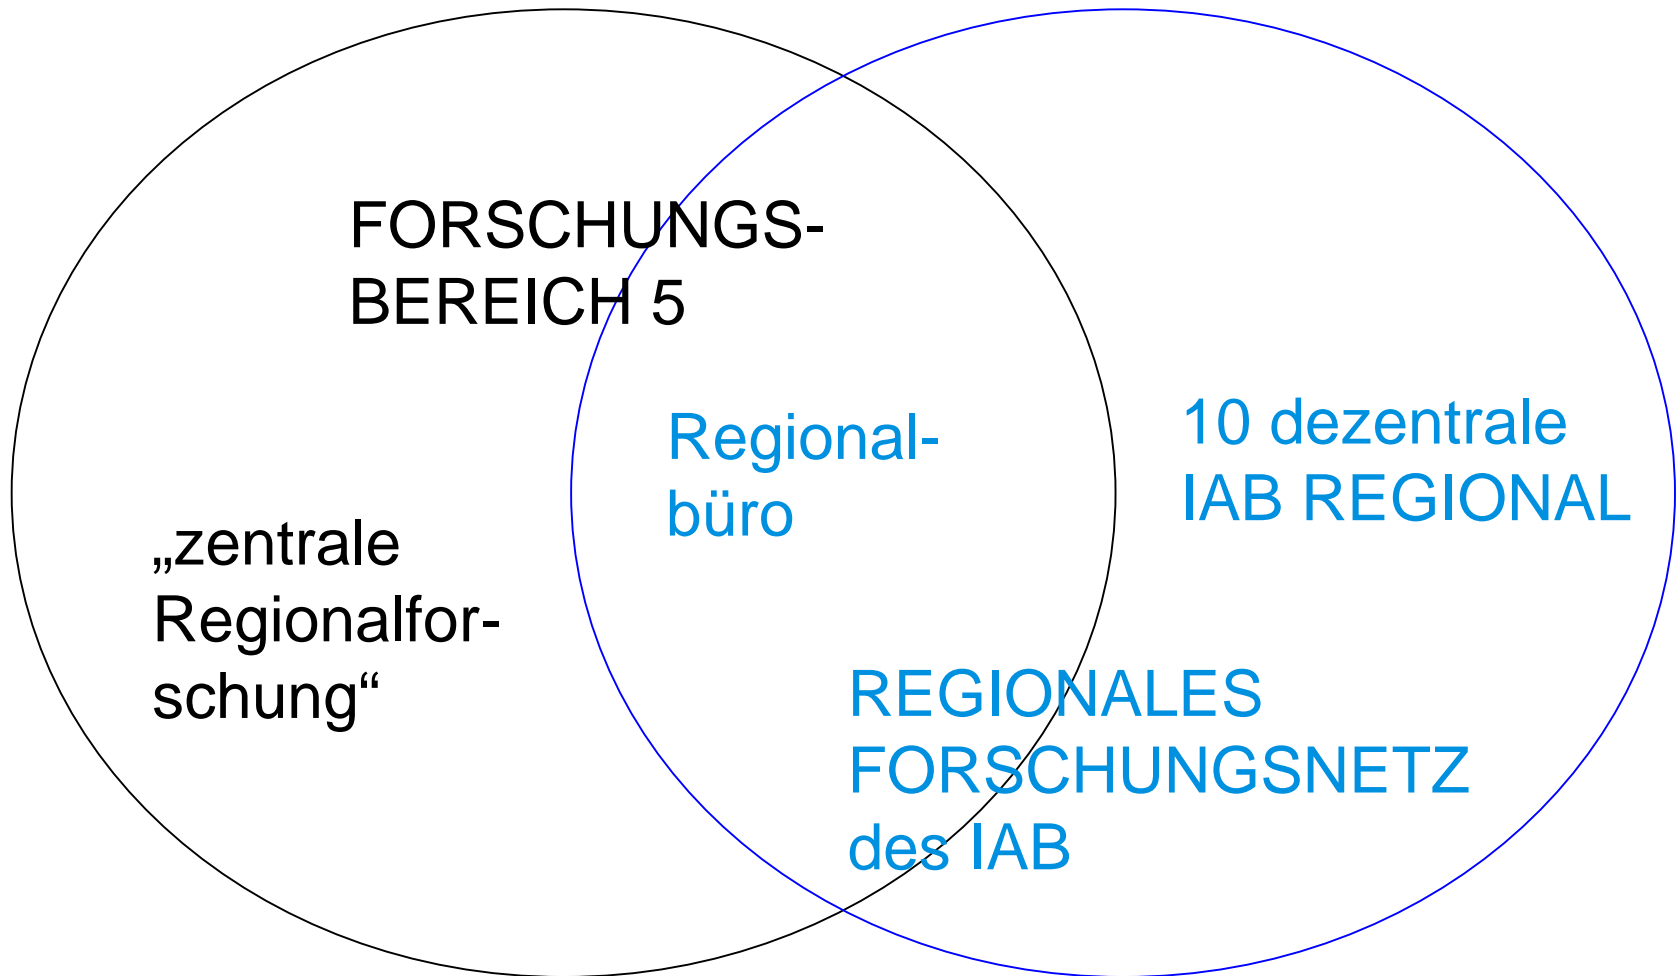 FORSCHUNGS-
BEREICH 5
„zentrale
Regionalfor-
schung“
Regional-
büro
10 dezentrale
IAB REGIONAL
REGIONALES
FORSCHUNGSNETZ
des IAB